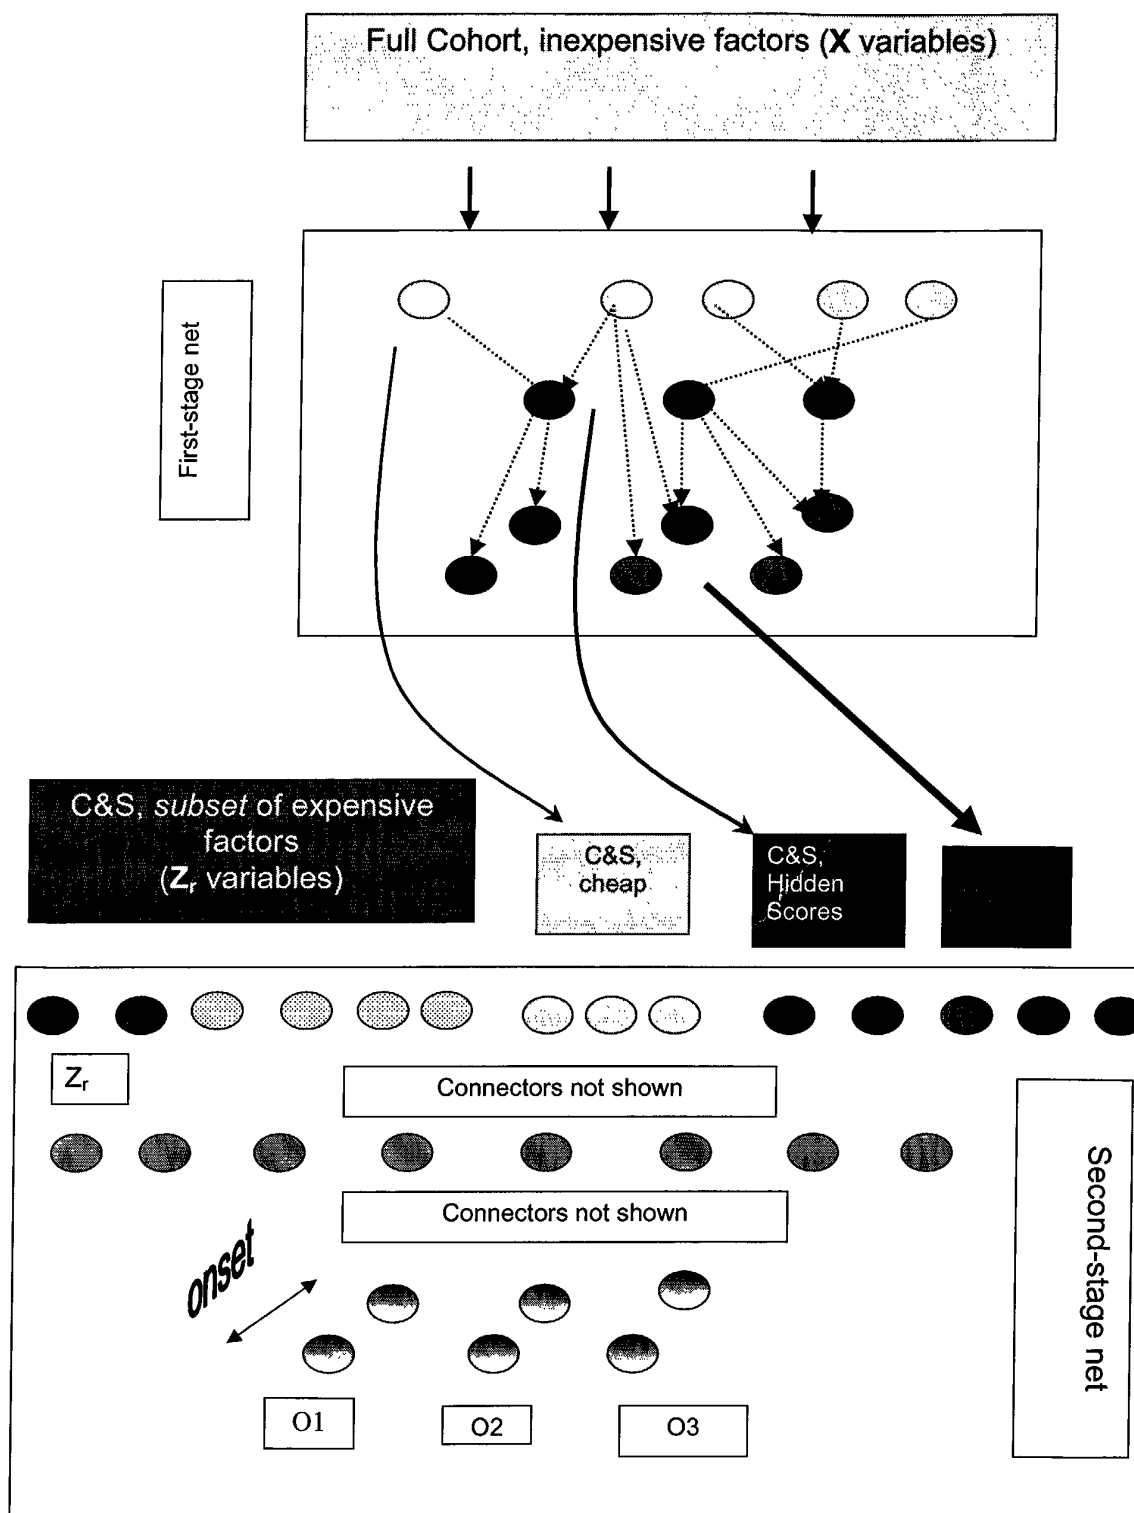 Full Cohort, inexpensive factors (X variables)
First-stage net
C&S, subset of expensive
factors
(Zr variables)
C&S,
cheap
C&S,
Hidden
Scores
Zr
Connectors not shown
Connectors not shown
Second-stage net
onset
O1
O2
O3